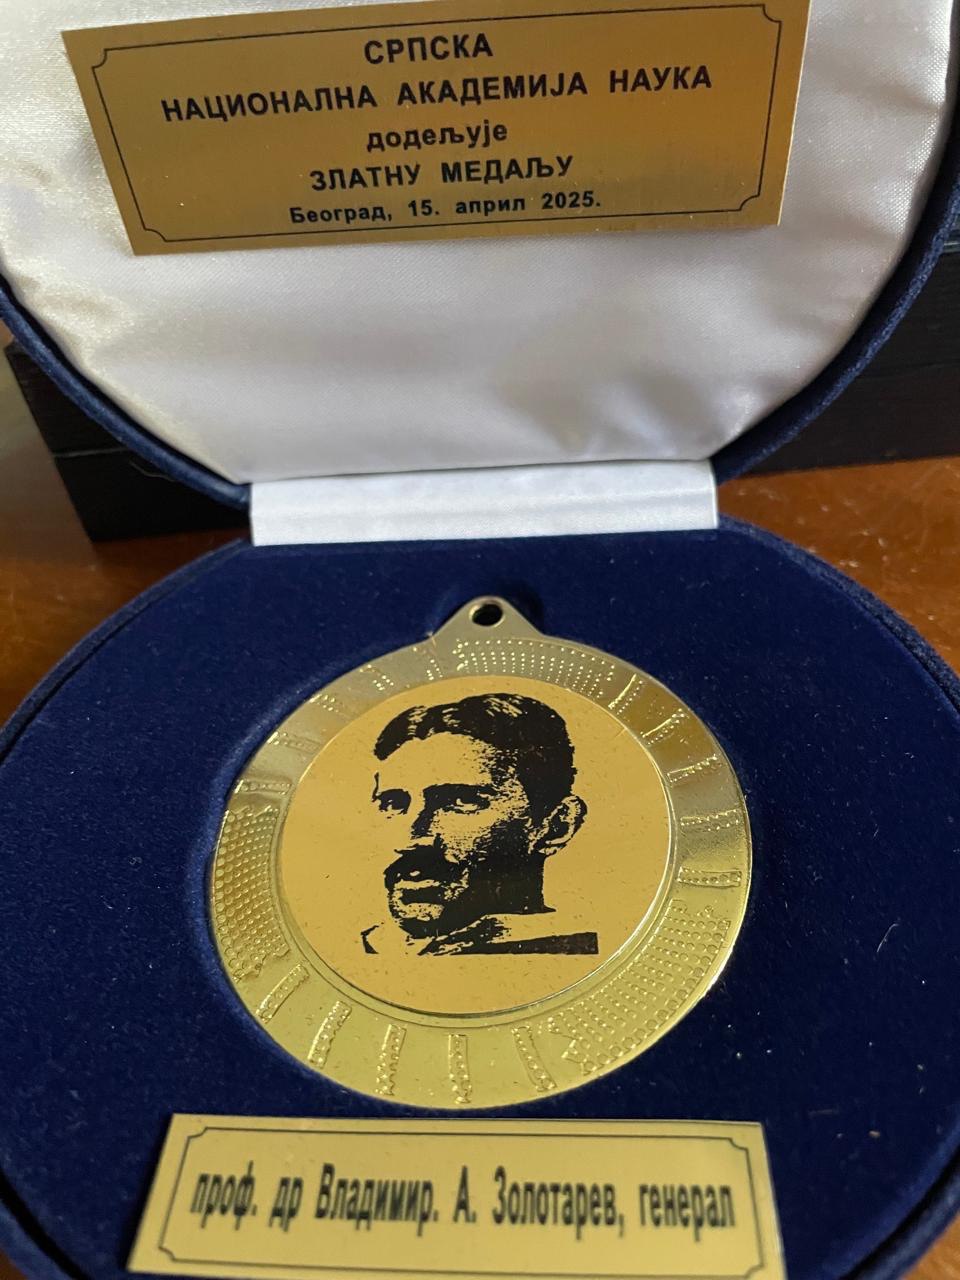 СРПСКА
НАЦИОНАЛНА АКАДЕМИЈА НАУКА
додељује
ЗЛАТНУ МЕДАЉУ
Београд, 15. април 2025.
проф. др Владимир. А. Золотарев, генерал